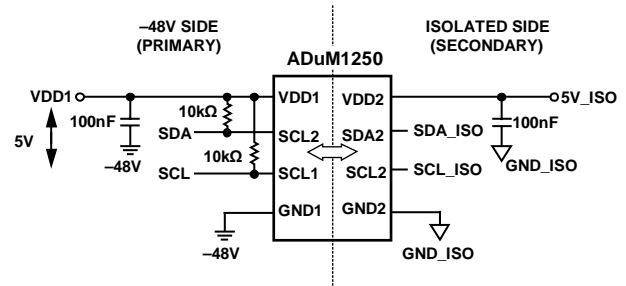 –48V SIDE
(PRIMARY)
ISOLATED SIDE
(SECONDARY)
ADuM1250
VDD1
VDD1
VDD2
5V_ISO
5V
100nF
10kΩ
100nF
SDA
SCL2
SDA2
SDA_ISO
–48V
10kΩ
GND_ISO
SCL
SCL1
SCL2
SCL_ISO
GND1
GND2
–48V
GND_ISO